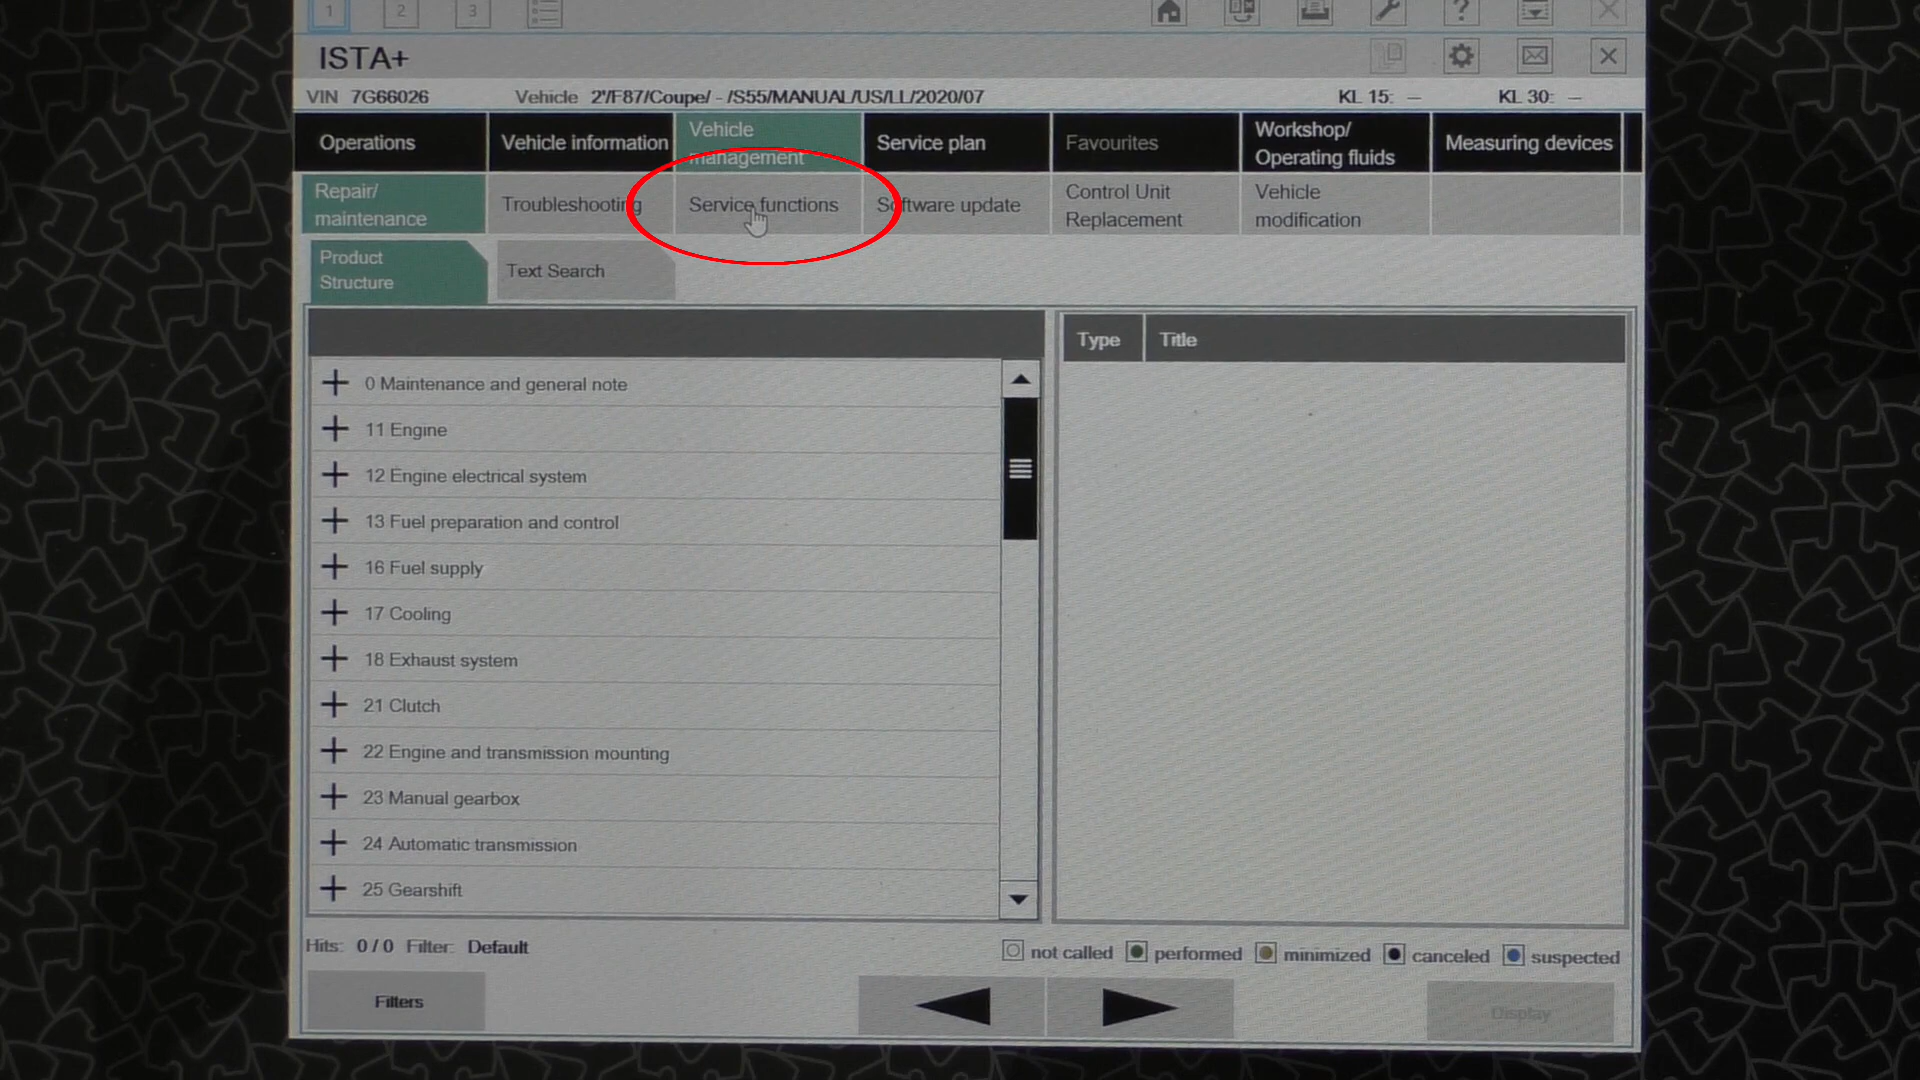 1 2 3
?
ISTA+
VIN 7G66026 Vehicle 2'/F87/Coupe/ - /S55/MANUAL/US/LL/2020/07 KL 15: — KL 30: —
Operations
Vehicle information
Vehicle
management
Service plan
Favourites
Workshop/
Operating fluids
Measuring devices
Repair/
maintenance
Troubleshooting
Service functions
Software update
Control Unit
Replacement
Vehicle
modification
Product
Structure
Text Search
Type Title
0 Maintenance and general note
11 Engine
12 Engine electrical system
13 Fuel preparation and control
16 Fuel supply
17 Cooling
18 Exhaust system
21 Clutch
22 Engine and transmission mounting
23 Manual gearbox
24 Automatic transmission
25 Gearshift
Hits: 0 / 0 Filter: Default
not called performed minimized canceled suspected
Filters
Display